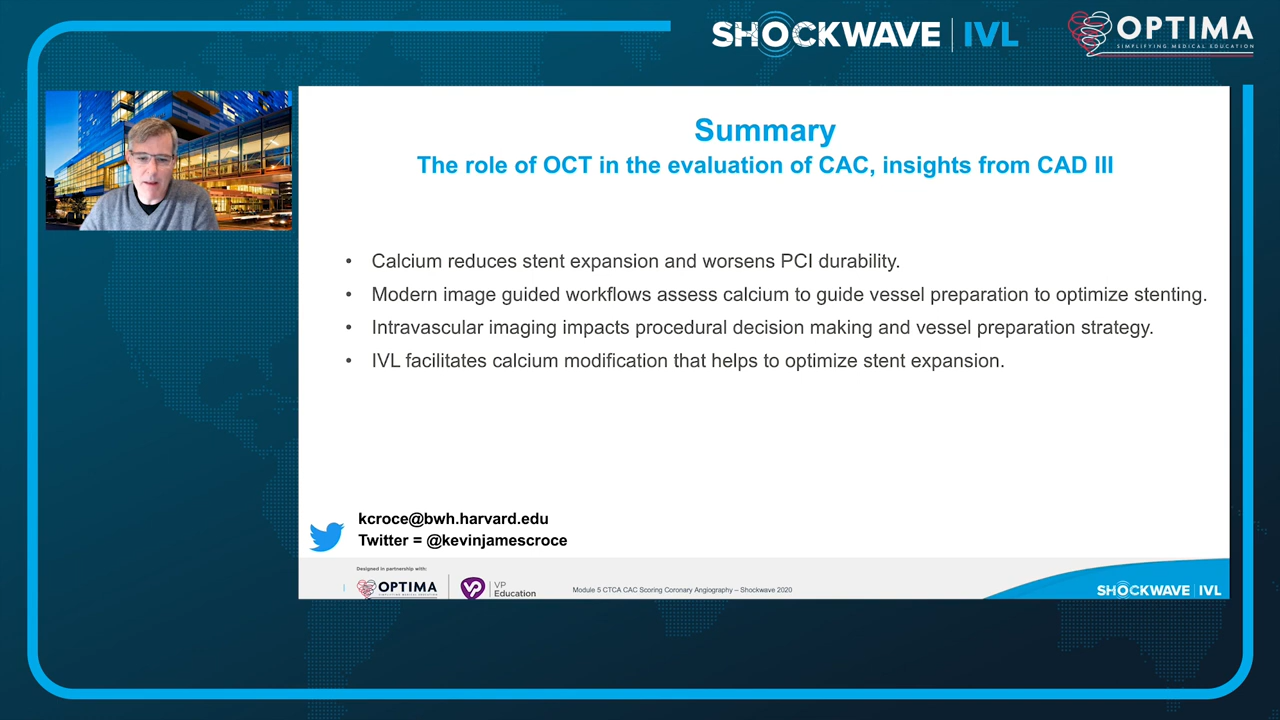 SHOCKWAVE IVL
OPTIMA
SIMPLIFYING MEDICAL EDUCATION
Summary
The role of OCT in the evaluation of CAC, insights from CAD III
• Calcium reduces stent expansion and worsens PCI durability.
• Modern image guided workflows assess calcium to guide vessel preparation to optimize stenting.
• Intravascular imaging impacts procedural decision making and vessel preparation strategy.
• IVL facilitates calcium modification that helps to optimize stent expansion.
kcroce@bwh.harvard.edu
Twitter = @kevinjamescroce
Designed in partnership with:
OPTIMA
SIMPLIFYING MEDICAL EDUCATION
VP
VP
Education
Module 5 CTCA CAC Scoring Coronary Angiography – Shockwave 2020
SHOCKWAVE IVL